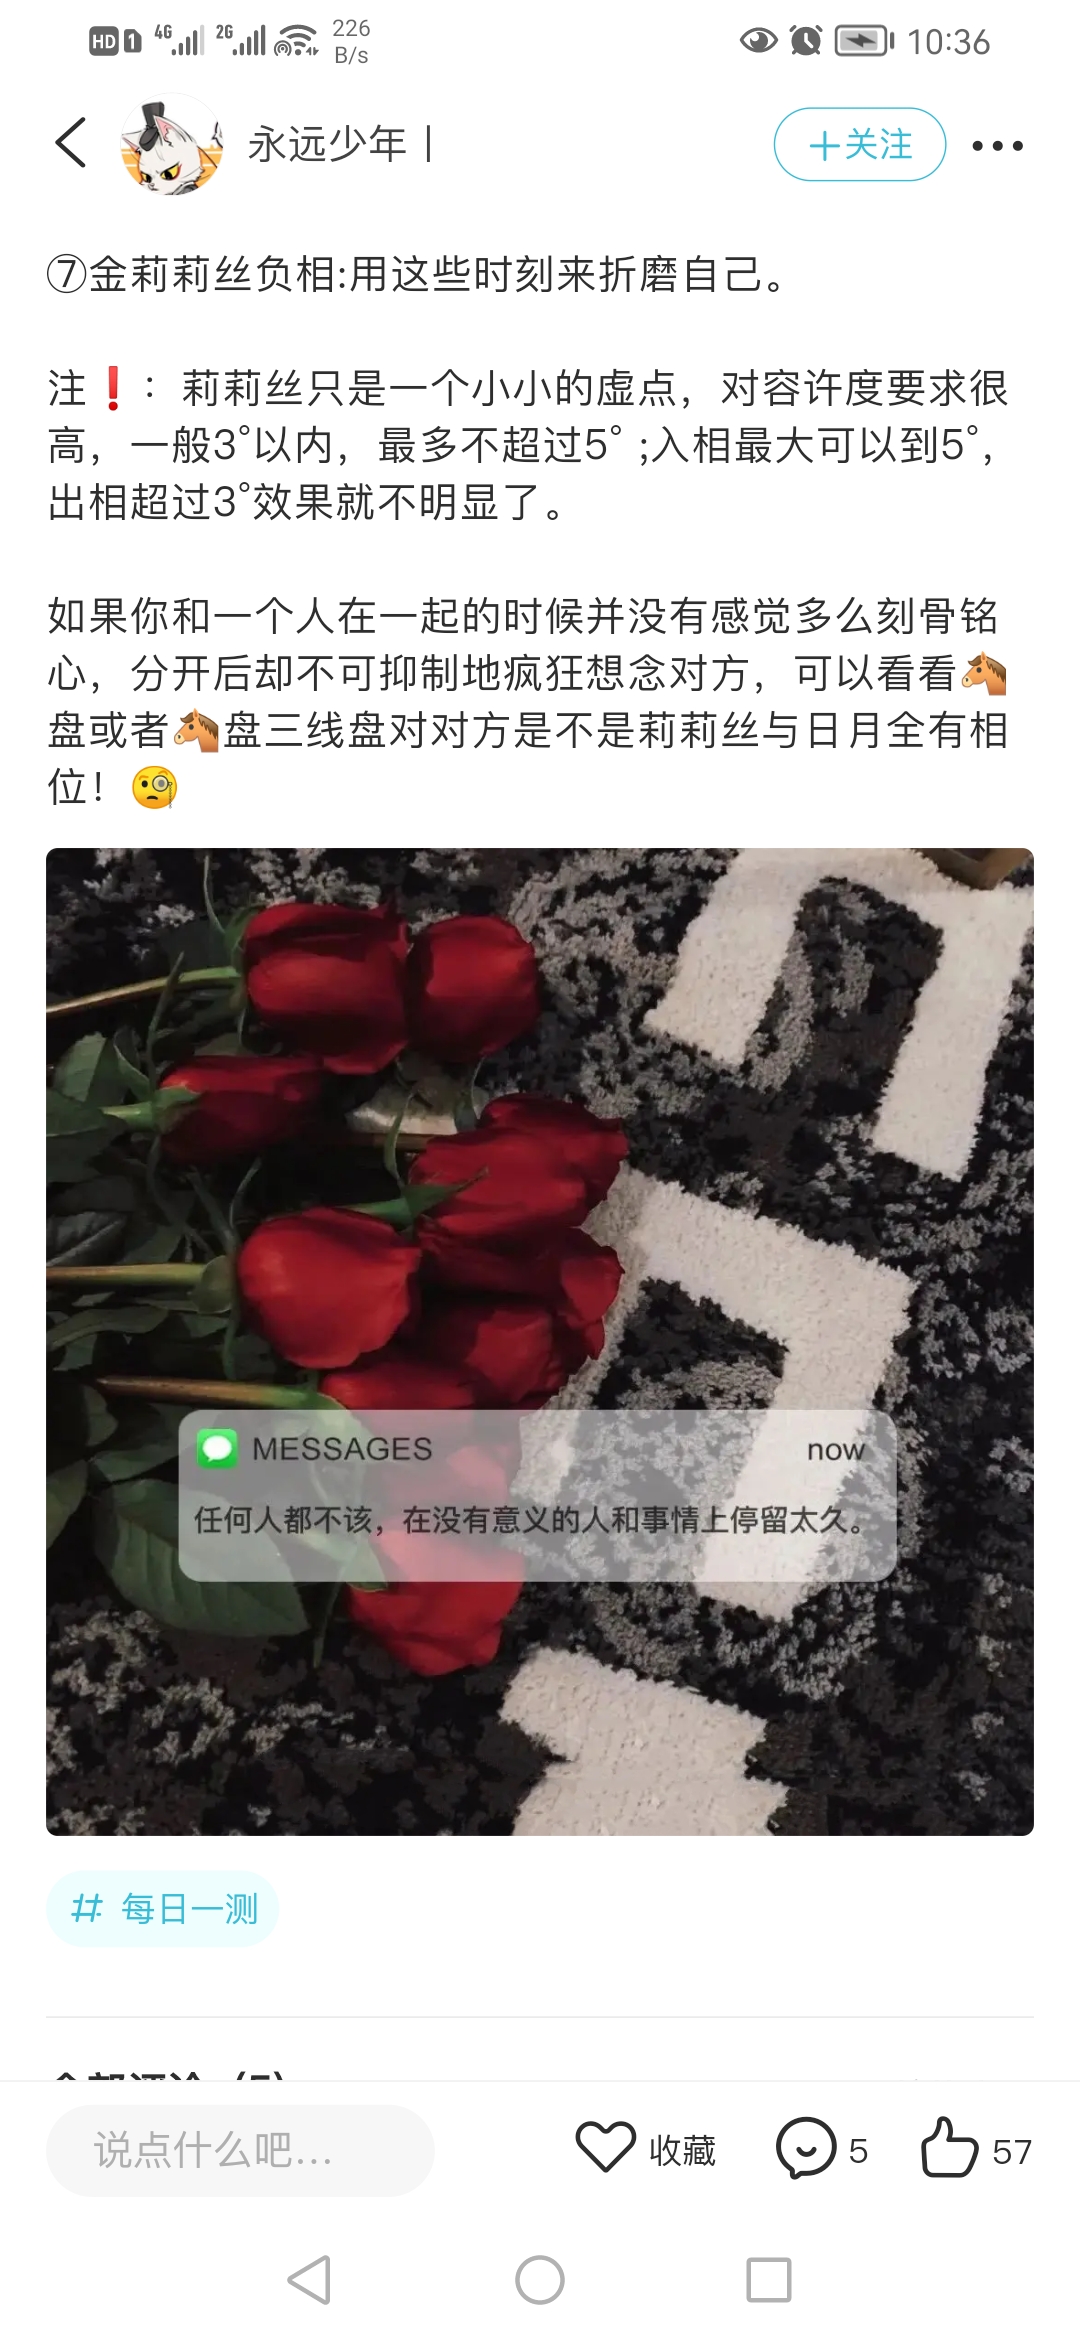 HD 1 4G 2G 226 B/s 10:36
永远少年丨
+关注
⑦金莉莉丝负相:用这些时刻来折磨自己。
注❗：莉莉丝只是一个小小的虚点，对容许度要求很
高，一般3°以内，最多不超过5° ;入相最大可以到5°，
出相超过3°效果就不明显了。
如果你和一个人在一起的时候并没有感觉多么刻骨铭
心，分开后却不可抑制地疯狂想念对方，可以看看🐴
盘或者🐴盘三线盘对对方是不是莉莉丝与日月全有相
位！🧐
MESSAGES now
任何人都不该，在没有意义的人和事情上停留太久。
# 每日一测
全部评论 (5)
说点什么吧... 收藏 5 57